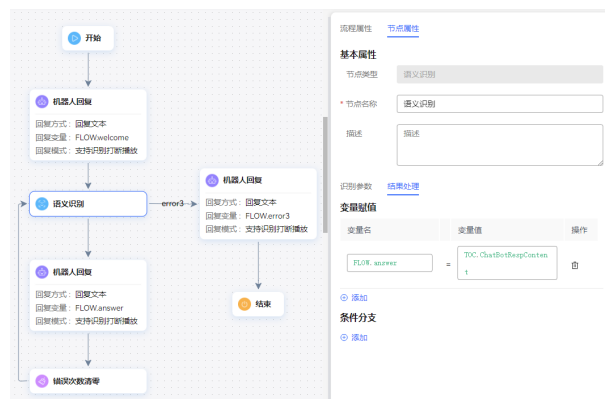 开始
机器人回复
回复方式：回复文本
回复变量：FLOW.welcome
回复模式：支持识别打断播放
语义识别
error3
机器人回复
回复方式：回复文本
回复变量：FLOW.error3
回复模式：支持识别打断播放
结束
机器人回复
回复方式：回复文本
回复变量：FLOW.answer
回复模式：支持识别打断播放
错误次数清零
流程属性 节点属性
基本属性
节点类型 语义识别
* 节点名称 语义识别
描述 描述
识别参数 结果处理
变量赋值
变量名 变量值 操作
FLOW.answer = TOC.ChatBotRespConten
t
添加
条件分支
添加